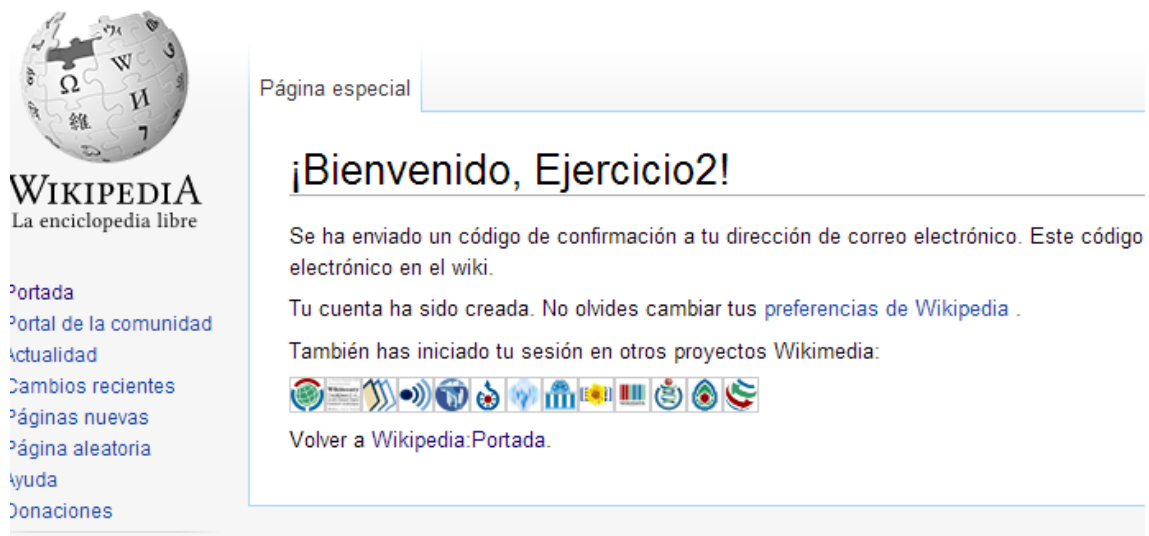 WIKIPEDIA
La enciclopedia libre
Portada
Portal de la comunidad
Actualidad
Cambios recientes
Páginas nuevas
Página aleatoria
Ayuda
Donaciones
Página especial
¡Bienvenido, Ejercicio2!
Se ha enviado un código de confirmación a tu dirección de correo electrónico. Este código
electrónico en el wiki.
Tu cuenta ha sido creada. No olvides cambiar tus preferencias de Wikipedia .
También has iniciado tu sesión en otros proyectos Wikimedia:
Volver a Wikipedia:Portada.